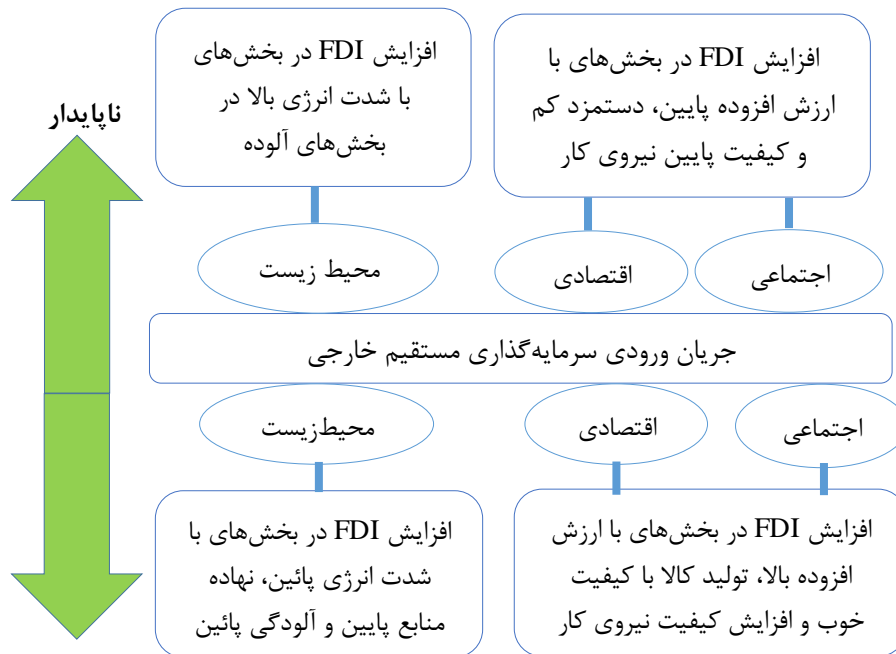 ناپایدار
افزایش FDI در بخش‌های با
ارزش افزوده پایین، دستمزد کم
و کیفیت پایین نیروی کار
افزایش FDI در بخش‌های
با شدت انرژی بالا در
بخش‌های آلوده
اجتماعی
اقتصادی
محیط زیست
جریان ورودی سرمایه‌گذاری مستقیم خارجی
اجتماعی
اقتصادی
محیط‌زیست
افزایش FDI در بخش‌های با ارزش
افزوده بالا، تولید کالا با کیفیت
خوب و افزایش کیفیت نیروی کار
افزایش FDI در بخش‌های با
شدت انرژی پائین، نهاده
منابع پایین و آلودگی پائین